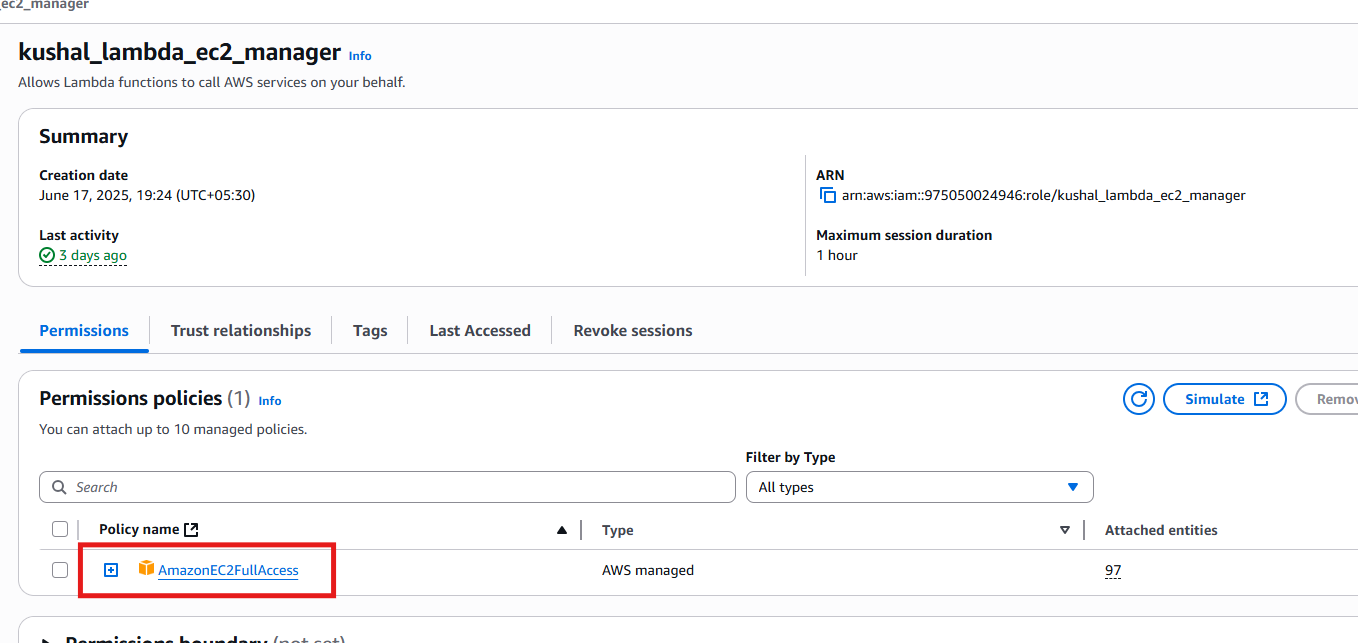 ec2_manager
kushal_lambda_ec2_manager Info
Allows Lambda functions to call AWS services on your behalf.
Summary
Creation date
June 17, 2025, 19:24 (UTC+05:30)
ARN
arn:aws:iam::975050024946:role/kushal_lambda_ec2_manager
Last activity
3 days ago
Maximum session duration
1 hour
Permissions Trust relationships Tags Last Accessed Revoke sessions
Permissions policies (1) Info
You can attach up to 10 managed policies.
Simulate Remov
Filter by Type
Search All types
Policy name Type Attached entities
AmazonEC2FullAccess AWS managed 97
Permissions boundary (not set)